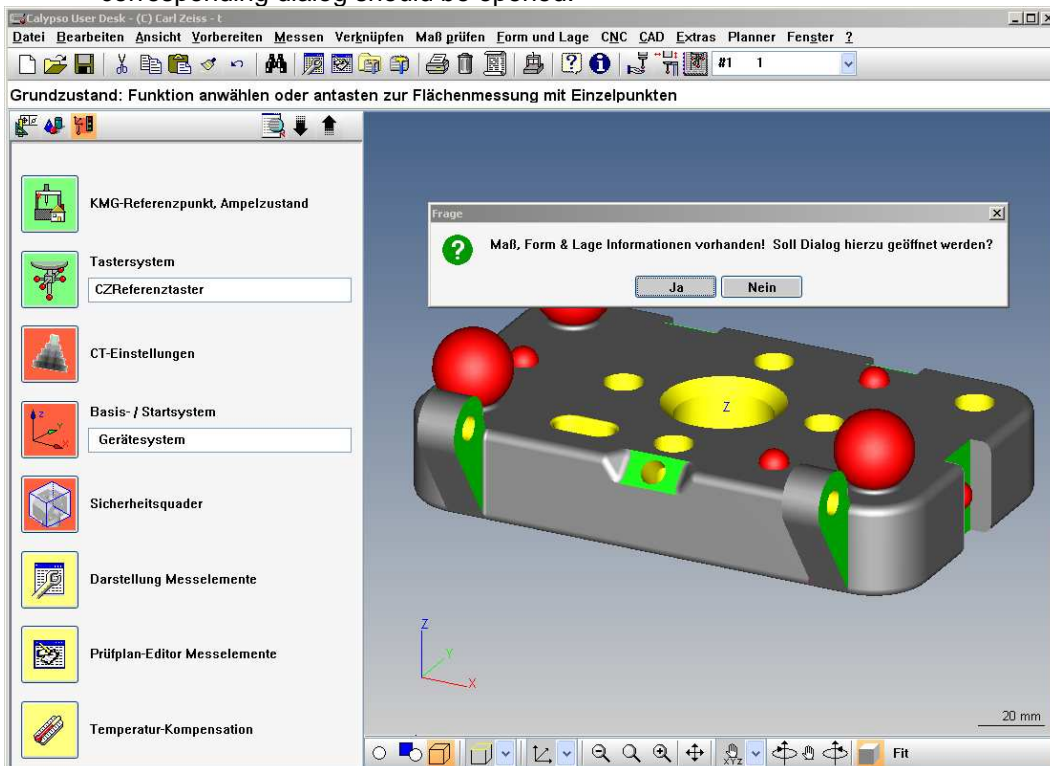 corresponding dialog should be opened.
Calypso User Desk - (C) Carl Zeiss - t
Datei Bearbeiten Ansicht Vorbereiten Messen Verknüpfen Maß prüfen Form und Lage CNC CAD Extras Planner Fenster ?
#1 1
Grundzustand: Funktion anwählen oder antasten zur Flächenmessung mit Einzelpunkten
KMG-Referenzpunkt, Ampelzustand
Tastersystem
CZReferenztaster
CT-Einstellungen
Basis- / Startsystem
Gerätesystem
Sicherheitsquader
Darstellung Messelemente
Prüfplan-Editor Messelemente
Temperatur-Kompensation
Frage
Maß, Form & Lage Informationen vorhanden! Soll Dialog hierzu geöffnet werden?
Ja Nein
Z
Z
Y
X
20 mm
XYZ
Fit